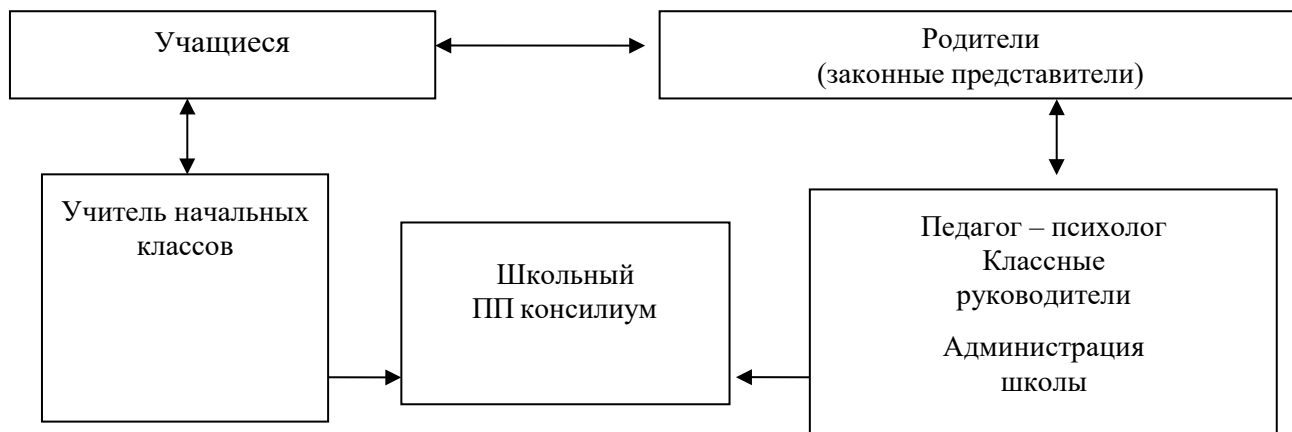 Учащиеся
Родители
(законные представители)
Учитель начальных
классов
Школьный
ПП консилиум
Педагог – психолог
Классные
руководители
Администрация
школы